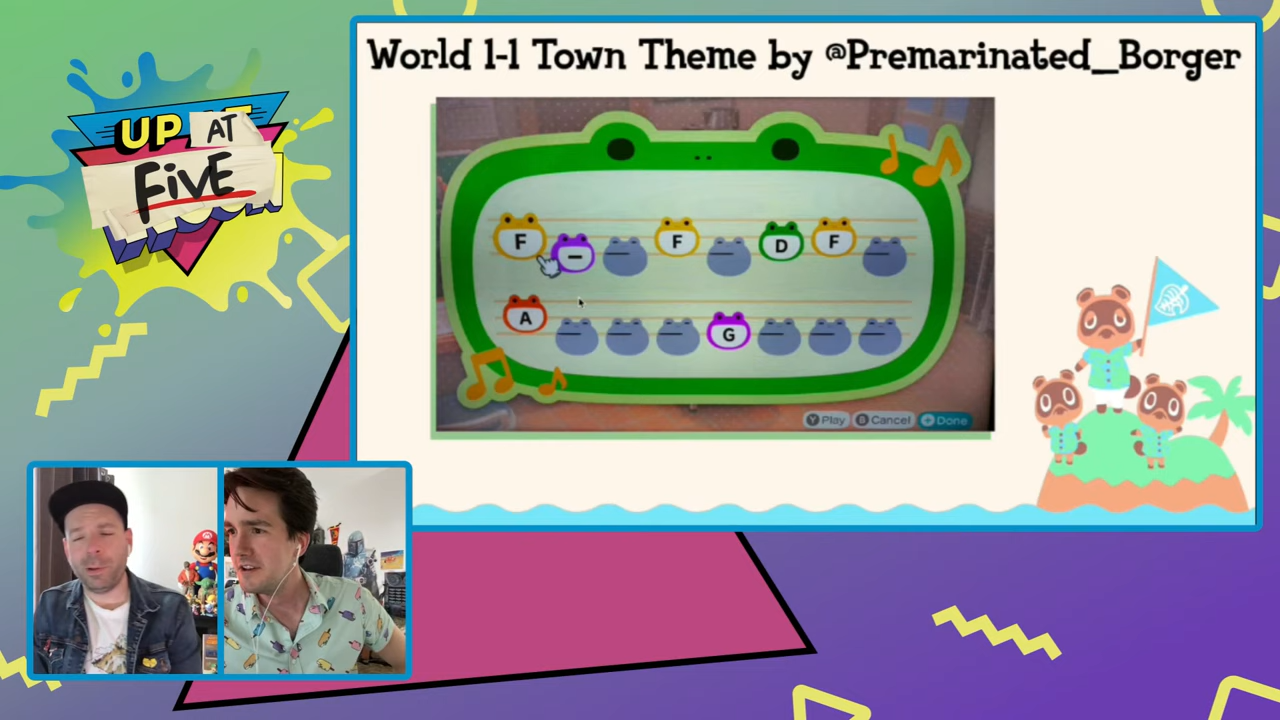 World 1-1 Town Theme by @Premarinated_Borger
UP AT
FiVE
F - F D F
A G
Y Play B Cancel + Done